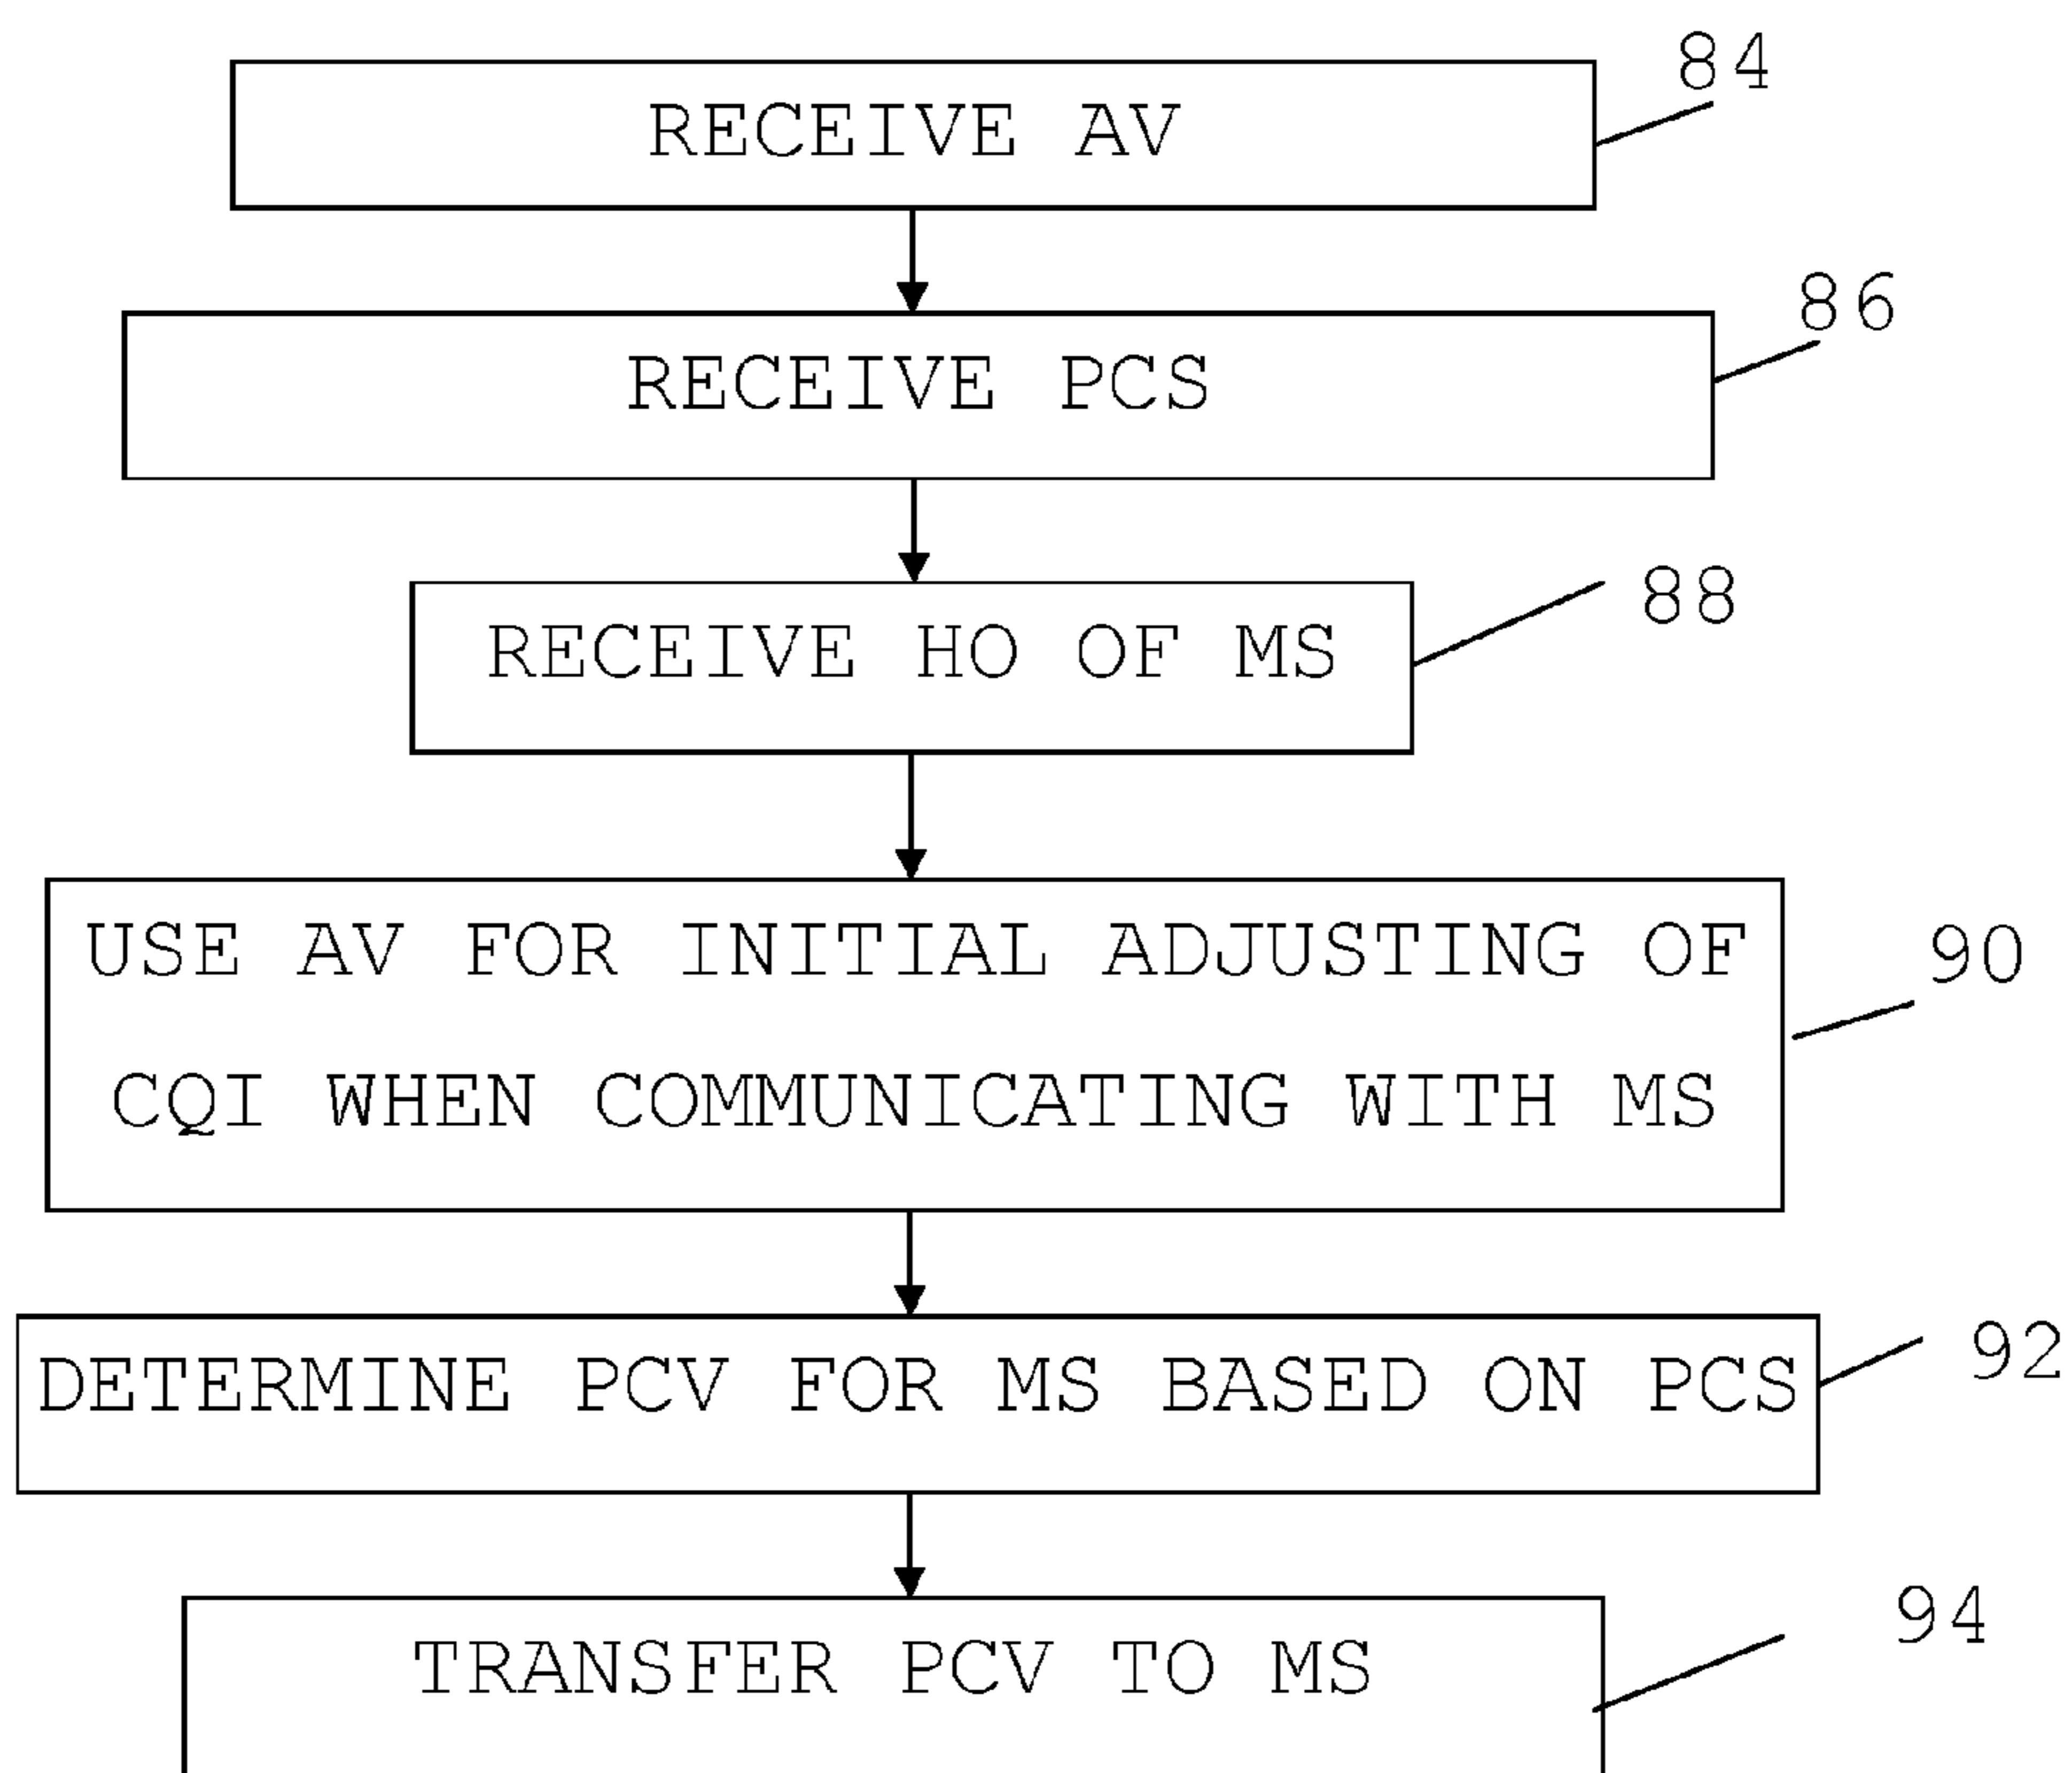 84
RECEIVE AV
86
RECEIVE PCS
88
RECEIVE HO OF MS
90
USE AV FOR INITIAL ADJUSTING OF
CQI WHEN COMMUNICATING WITH MS
92
DETERMINE PCV FOR MS BASED ON PCS
94
TRANSFER PCV TO MS